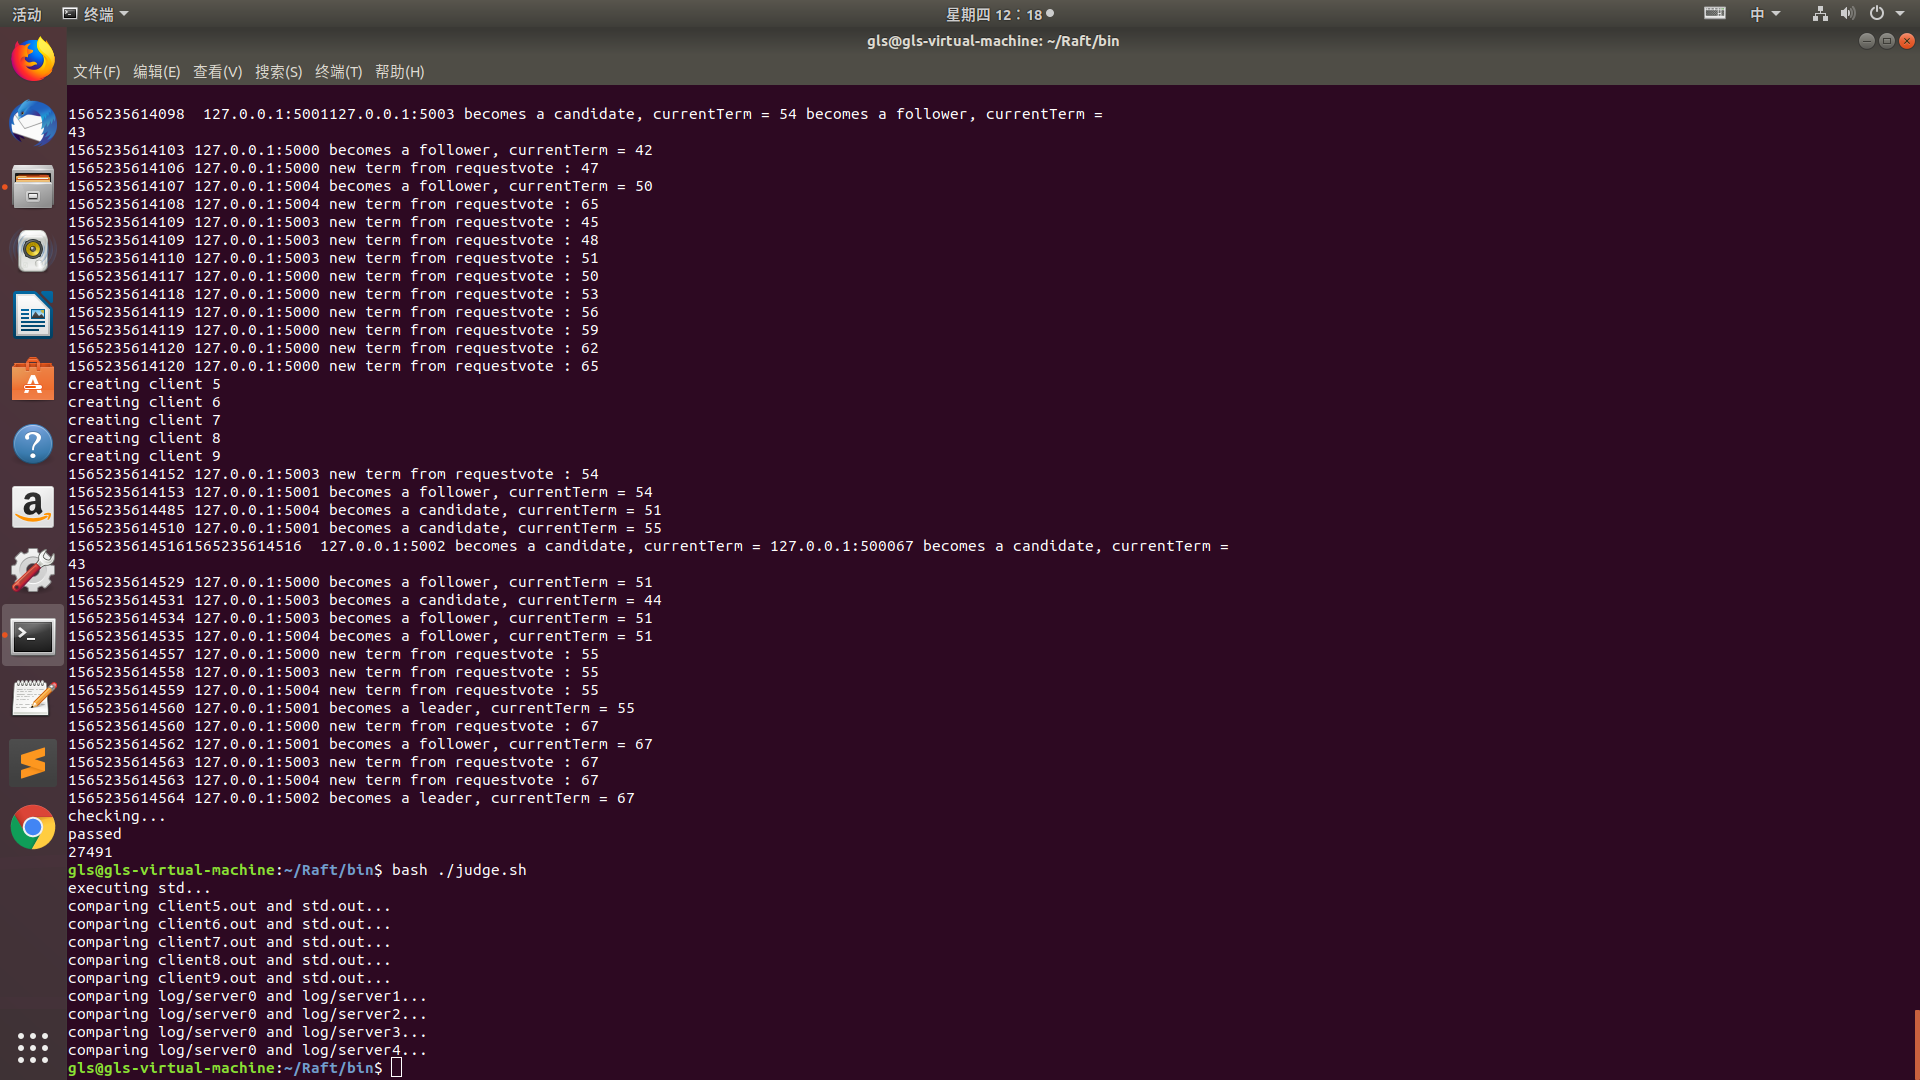 活动 终端 星期四 12：18 中
gls@gls-virtual-machine: ~/Raft/bin
文件(F) 编辑(E) 查看(V) 搜索(S) 终端(T) 帮助(H)
1565235614098  127.0.0.1:5001127.0.0.1:5003 becomes a candidate, currentTerm = 54 becomes a follower, currentTerm =
43
1565235614103 127.0.0.1:5000 becomes a follower, currentTerm = 42
1565235614106 127.0.0.1:5000 new term from requestvote : 47
1565235614107 127.0.0.1:5004 becomes a follower, currentTerm = 50
1565235614108 127.0.0.1:5004 new term from requestvote : 65
1565235614109 127.0.0.1:5003 new term from requestvote : 45
1565235614109 127.0.0.1:5003 new term from requestvote : 48
1565235614110 127.0.0.1:5003 new term from requestvote : 51
1565235614117 127.0.0.1:5000 new term from requestvote : 50
1565235614118 127.0.0.1:5000 new term from requestvote : 53
1565235614119 127.0.0.1:5000 new term from requestvote : 56
1565235614119 127.0.0.1:5000 new term from requestvote : 59
1565235614120 127.0.0.1:5000 new term from requestvote : 62
1565235614120 127.0.0.1:5000 new term from requestvote : 65
creating client 5
creating client 6
creating client 7
creating client 8
creating client 9
1565235614152 127.0.0.1:5003 new term from requestvote : 54
1565235614153 127.0.0.1:5001 becomes a follower, currentTerm = 54
1565235614485 127.0.0.1:5004 becomes a candidate, currentTerm = 51
1565235614510 127.0.0.1:5001 becomes a candidate, currentTerm = 55
15652356145161565235614516  127.0.0.1:5002 becomes a candidate, currentTerm = 127.0.0.1:500067 becomes a candidate, currentTerm =
43
1565235614529 127.0.0.1:5000 becomes a follower, currentTerm = 51
1565235614531 127.0.0.1:5003 becomes a candidate, currentTerm = 44
1565235614534 127.0.0.1:5003 becomes a follower, currentTerm = 51
1565235614535 127.0.0.1:5004 becomes a follower, currentTerm = 51
1565235614557 127.0.0.1:5000 new term from requestvote : 55
1565235614558 127.0.0.1:5003 new term from requestvote : 55
1565235614559 127.0.0.1:5004 new term from requestvote : 55
1565235614560 127.0.0.1:5001 becomes a leader, currentTerm = 55
1565235614560 127.0.0.1:5000 new term from requestvote : 67
1565235614562 127.0.0.1:5001 becomes a follower, currentTerm = 67
1565235614563 127.0.0.1:5003 new term from requestvote : 67
1565235614563 127.0.0.1:5004 new term from requestvote : 67
1565235614564 127.0.0.1:5002 becomes a leader, currentTerm = 67
checking...
passed
27491
gls@gls-virtual-machine:~/Raft/bin$ bash ./judge.sh
executing std...
comparing client5.out and std.out...
comparing client6.out and std.out...
comparing client7.out and std.out...
comparing client8.out and std.out...
comparing client9.out and std.out...
comparing log/server0 and log/server1...
comparing log/server0 and log/server2...
comparing log/server0 and log/server3...
comparing log/server0 and log/server4...
gls@gls-virtual-machine:~/Raft/bin$